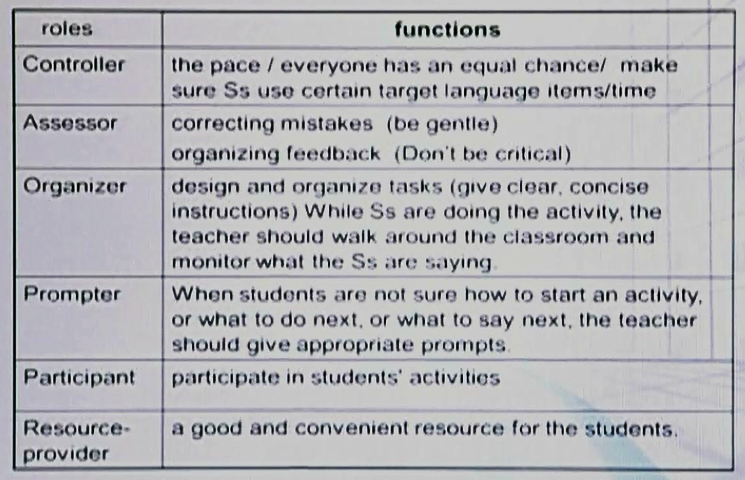 roles functions
Controller the pace / everyone has an equal chance/ make
sure Ss use certain target language items/time
Assessor correcting mistakes (be gentle)
organizing feedback (Don't be critical)
Organizer design and organize tasks (give clear, concise
instructions) While Ss are doing the activity, the
teacher should walk around the classroom and
monitor what the Ss are saying.
Prompter When students are not sure how to start an activity,
or what to do next, or what to say next, the teacher
should give appropriate prompts.
Participant participate in students' activities
Resource- a good and convenient resource for the students.
provider